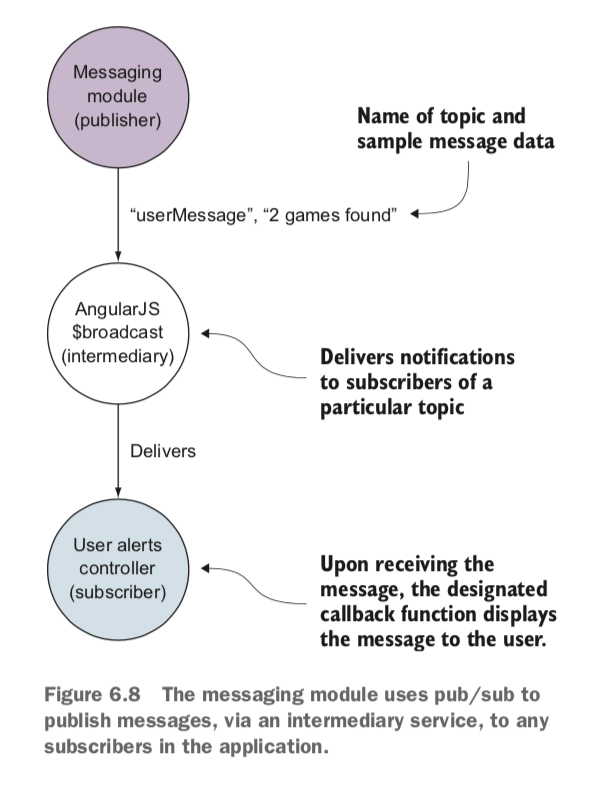 Messaging
module
(publisher)
Name of topic and
sample message data
“userMessage”, “2 games found”
AngularJS
$broadcast
(intermediary)
Delivers notifications
to subscribers of a
particular topic
Delivers
User alerts
controller
(subscriber)
Upon receiving the
message, the designated
callback function displays
the message to the user.
Figure 6.8 The messaging module uses pub/sub to
publish messages, via an intermediary service, to any
subscribers in the application.